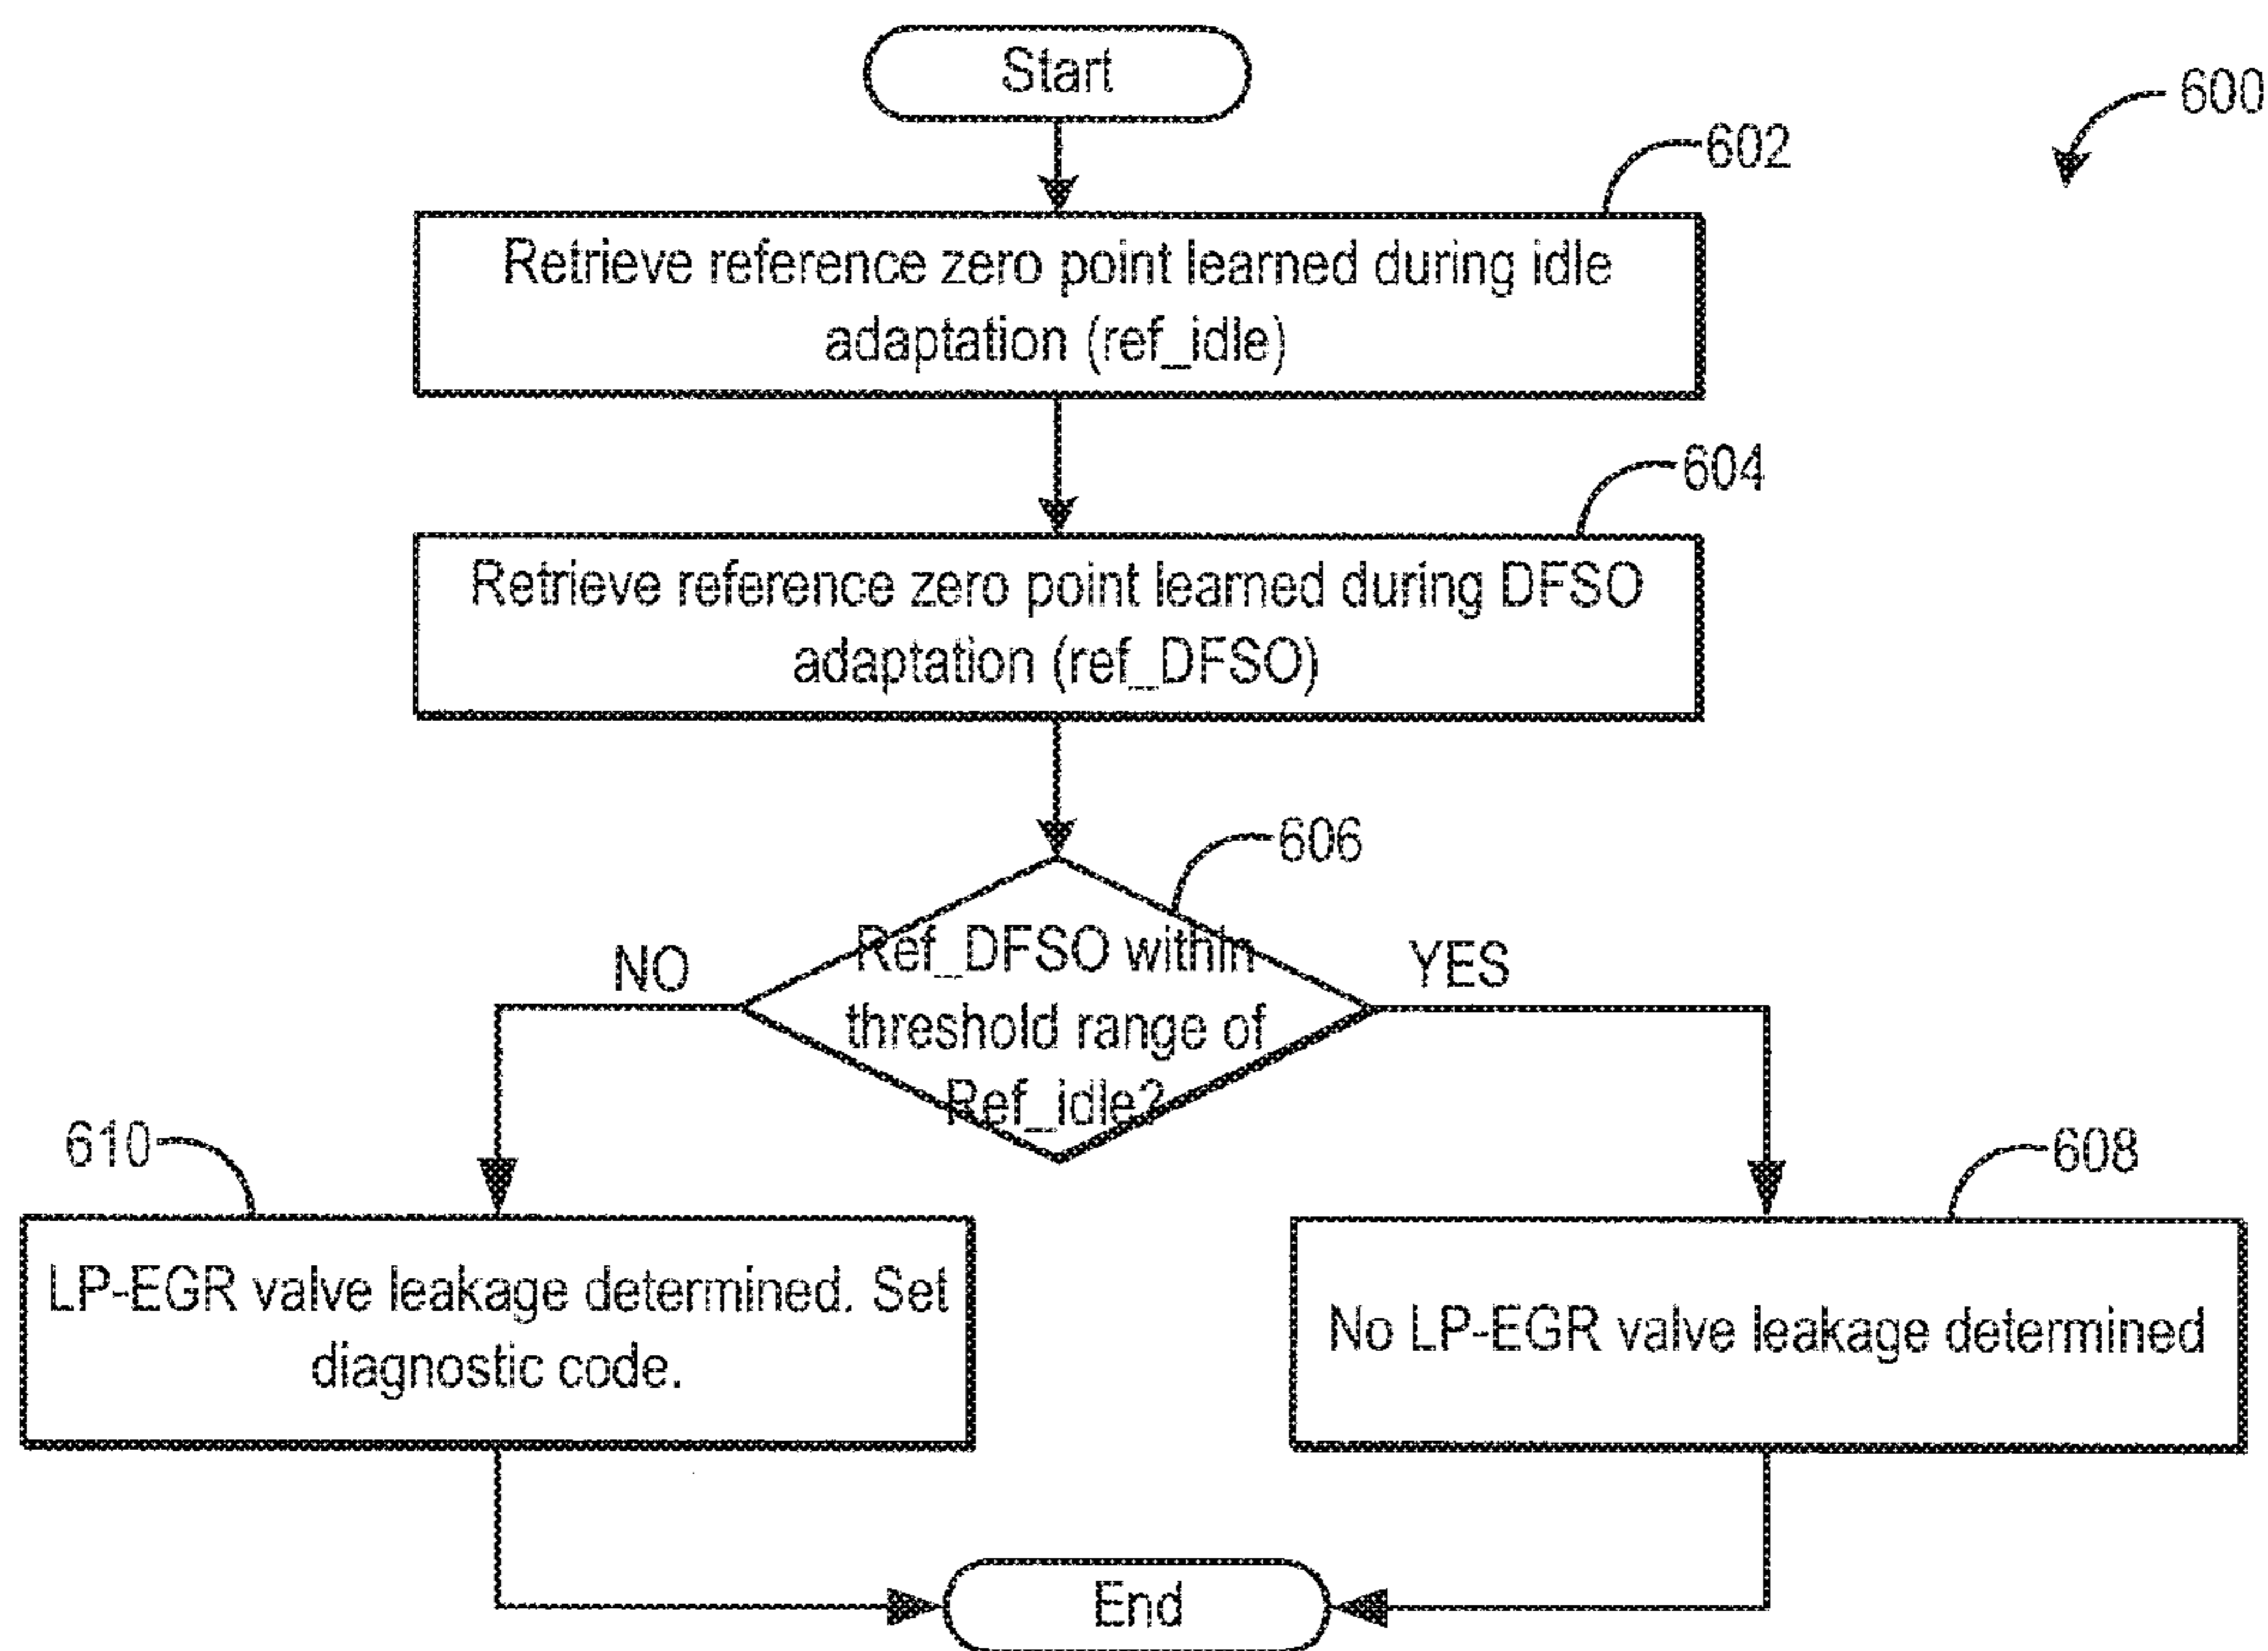 Start
600
602
Retrieve reference zero point learned during idle
adaptation (ref_idle)
604
Retrieve reference zero point learned during DFSO
adaptation (ref_DFSO)
606
Ref_DFSO within
threshold range of
Ref_idle?
NO
YES
610
608
LP-EGR valve leakage determined. Set
diagnostic code.
No LP-EGR valve leakage determined
End